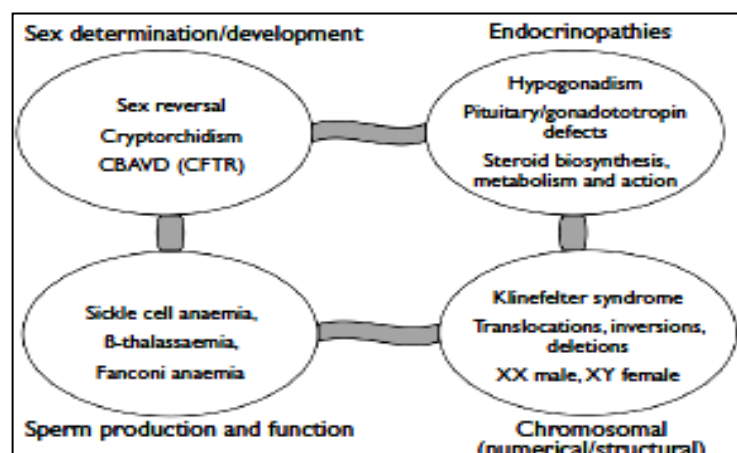 Sex determination/development
Endocrinopathies
Sex reversal
Cryptorchidism
CBAVD (CFTR)
Hypogonadism
Pituitary/gonadototropin
defects
Steroid biosynthesis,
metabolism and action
Sickle cell anaemia,
ß-thalassaemia,
Fanconi anaemia
Klinefelter syndrome
Translocations, inversions,
deletions
XX male, XY female
Sperm production and function
Chromosomal
(numerical/structural)